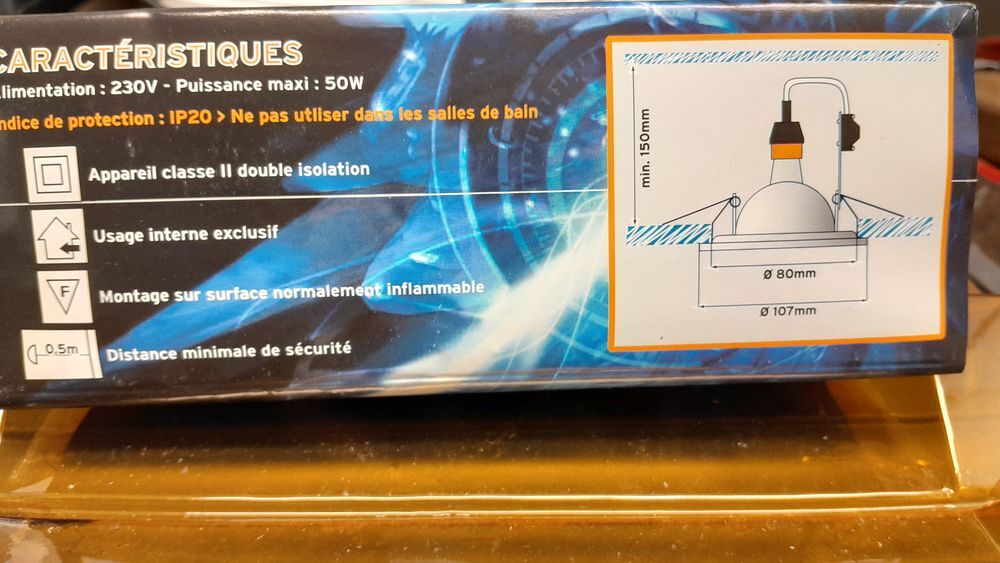 CARACTÉRISTIQUES
limentation : 230V - Puissance maxi : 50W
ndice de protection : IP20 > Ne pas utliser dans les salles de bain
Appareil classe II double isolation
Usage interne exclusif
F
Montage sur surface normalement inflammable
0,5m
Distance minimale de sécurité
min. 150mm
Ø 80mm
Ø 107mm